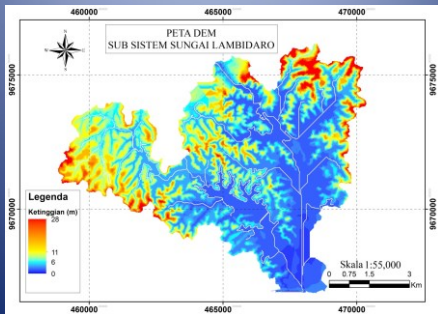 460000 465000 470000
PETA DEM
SUB SISTEM SUNGAI LAMBIDARO
N
9675000
9675000
9670000
9670000
Legenda
Ketinggian (m)
28
11
6
0
Skala 1:55,000
0 0.75 1.5 3
Km
460000 465000 470000